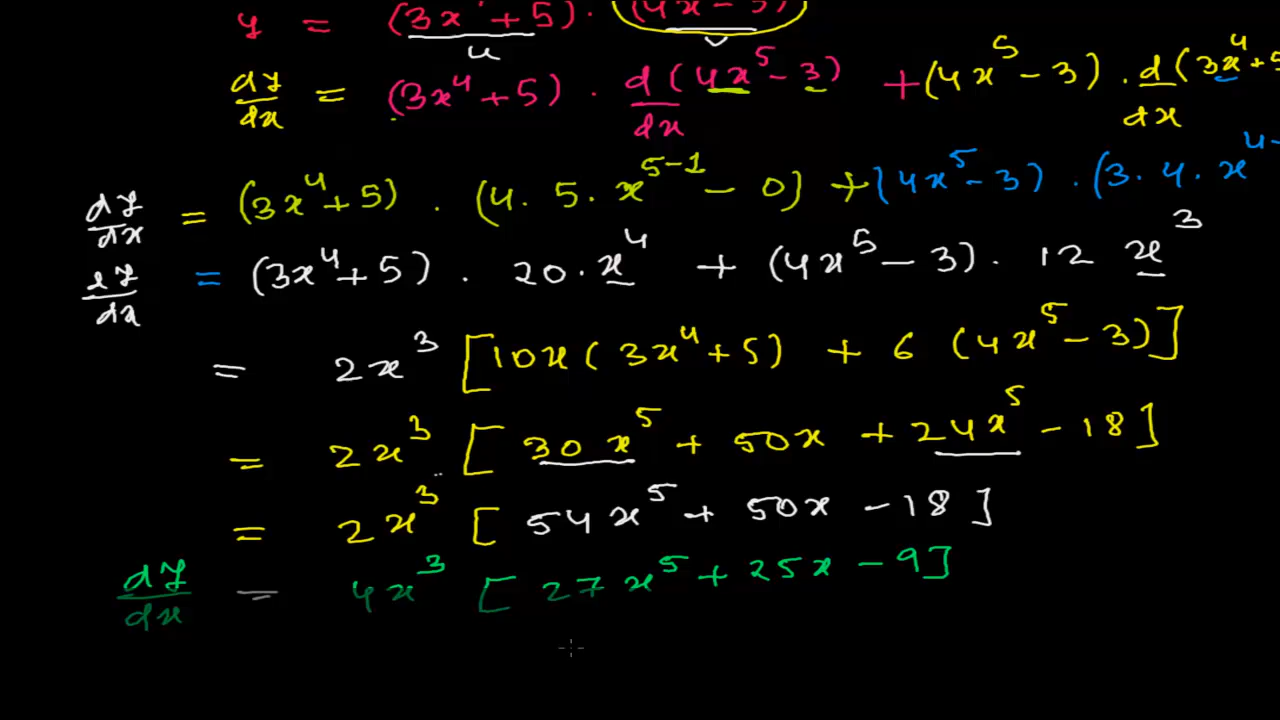 y = (3x⁴+5) · (4x⁵−3)
u v
dy/dx = (3x⁴+5) · d/dx (4x⁵−3) + (4x⁵−3) · d/dx (3x⁴+5
dy/dx = (3x⁴+5) · (4·5·x⁵⁻¹ − 0) + (4x⁵−3) · (3·4·x⁴⁻
dy/dx = (3x⁴+5) · 20·x⁴ + (4x⁵−3) · 12 x³
= 2x³ [10x(3x⁴+5) + 6 (4x⁵−3)]
= 2x³ [30x⁵ + 50x + 24x⁵ − 18]
= 2x³ [54x⁵ + 50x − 18]
dy/dx = 4x³ [27x⁵ + 25x − 9]